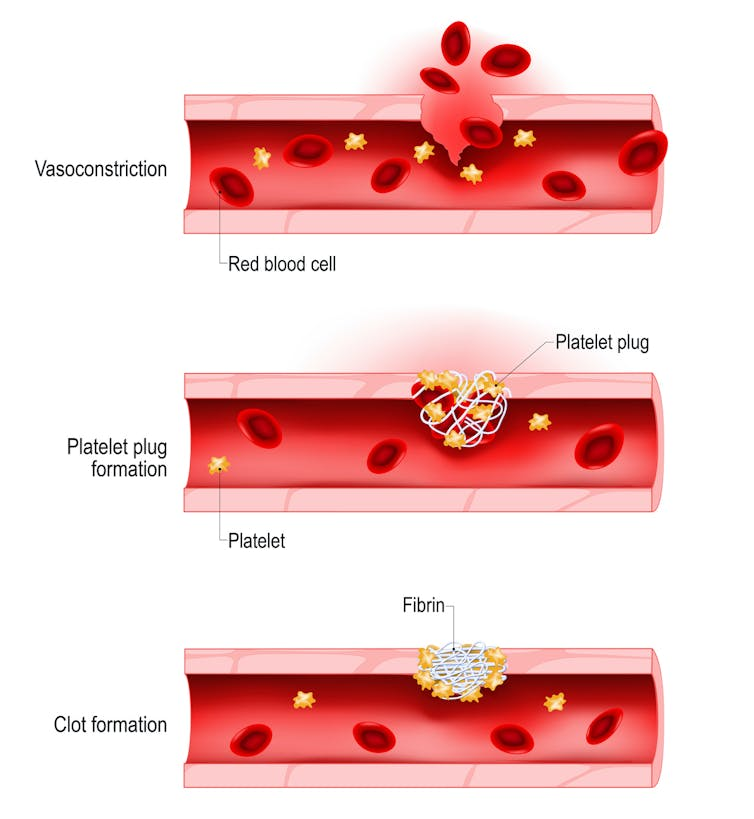 Vasoconstriction
Red blood cell
Platelet plug
Platelet plug
formation
Platelet
Fibrin
Clot formation